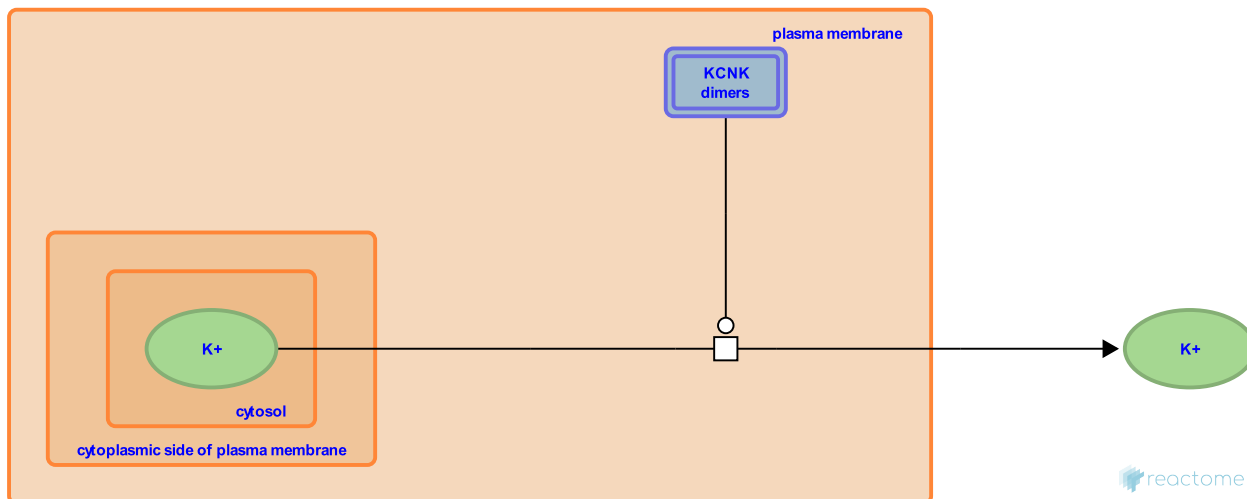 plasma membrane
KCNK
dimers
K+
K+
cytosol
cytoplasmic side of plasma membrane
reactome